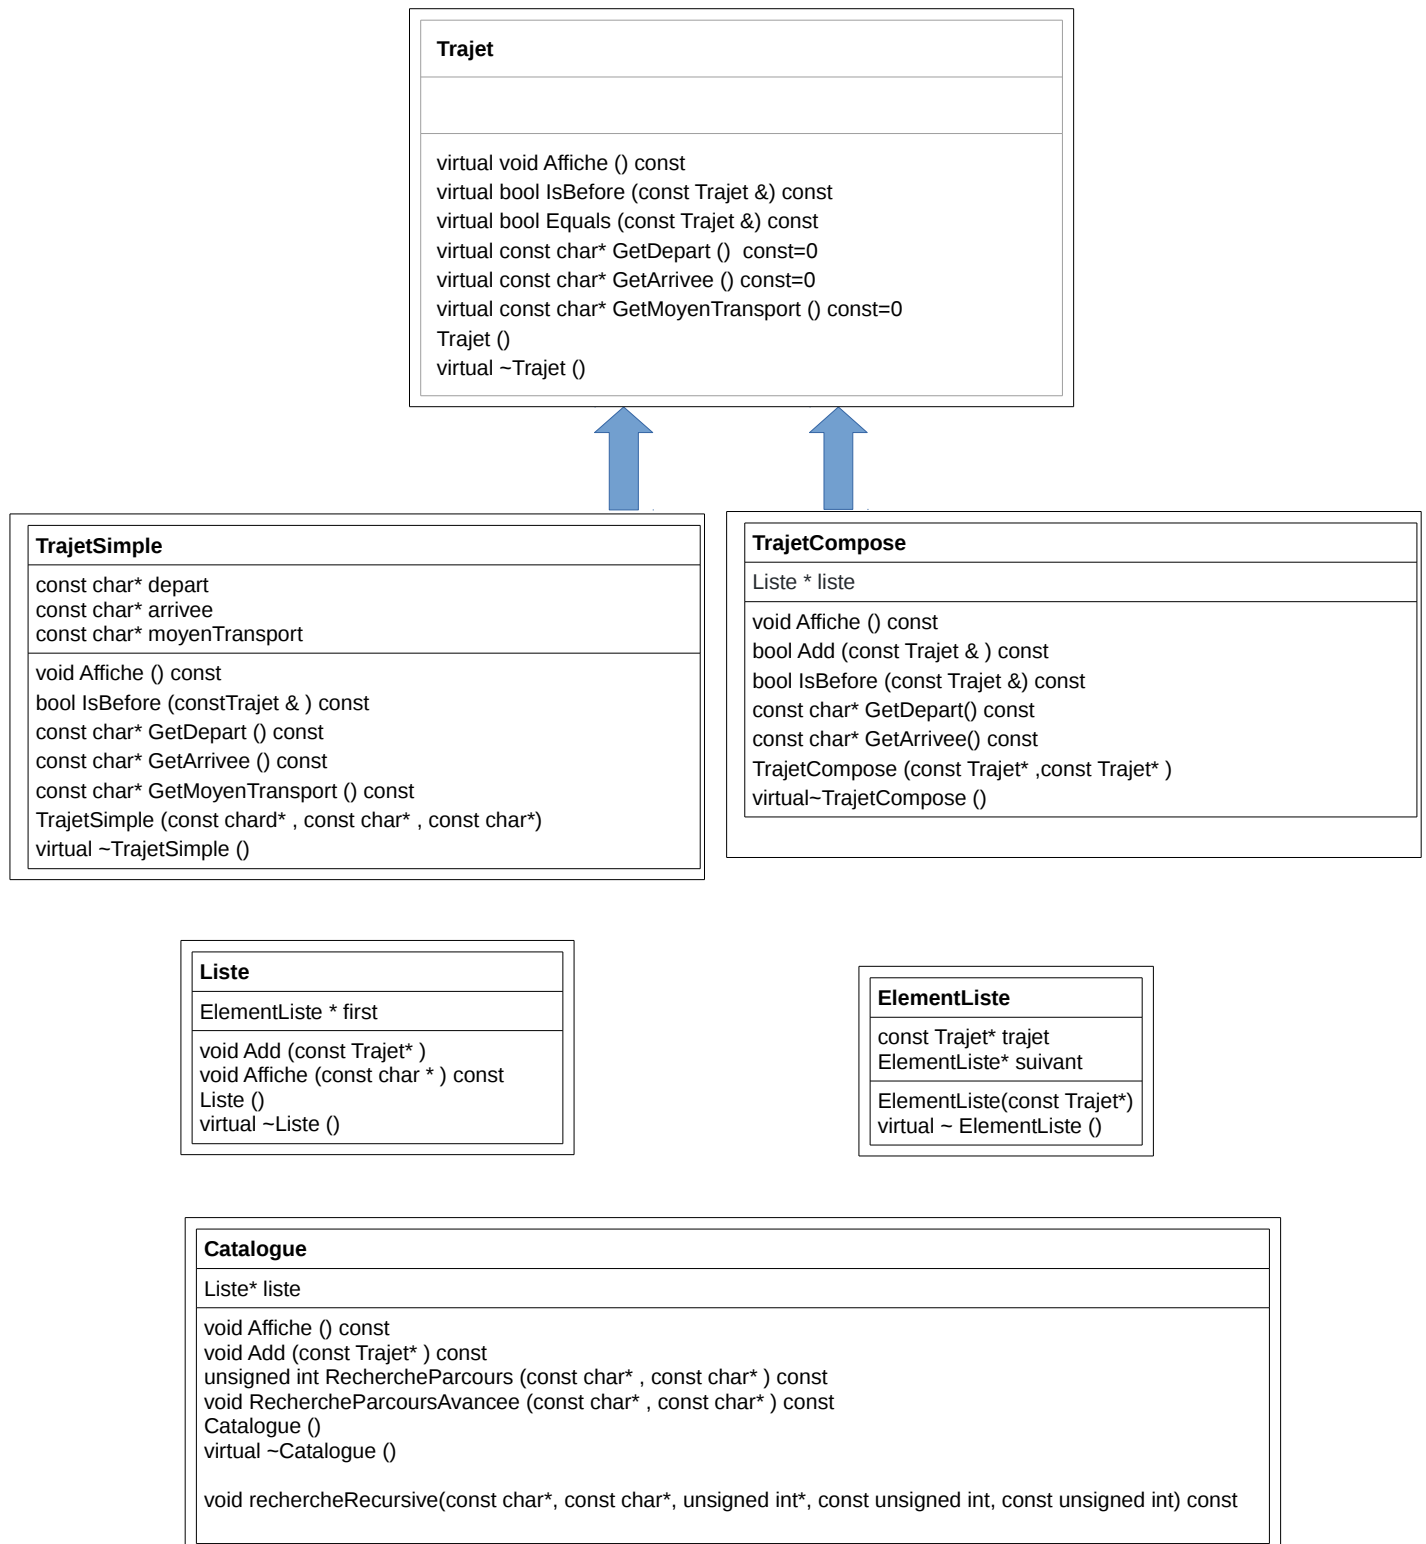 Trajet
virtual void Affiche () const
virtual bool IsBefore (const Trajet &) const
virtual bool Equals (const Trajet &) const
virtual const char* GetDepart ()  const=0
virtual const char* GetArrivee () const=0
virtual const char* GetMoyenTransport () const=0
Trajet ()
virtual ~Trajet ()
TrajetSimple
const char* depart
const char* arrivee
const char* moyenTransport
void Affiche () const
bool IsBefore (constTrajet & ) const
const char* GetDepart () const
const char* GetArrivee () const
const char* GetMoyenTransport () const
TrajetSimple (const chard* , const char* , const char*)
virtual ~TrajetSimple ()
TrajetCompose
Liste * liste
void Affiche () const
bool Add (const Trajet & ) const
bool IsBefore (const Trajet &) const
const char* GetDepart() const
const char* GetArrivee() const
TrajetCompose (const Trajet* ,const Trajet* )
virtual~TrajetCompose ()
Liste
ElementListe * first
void Add (const Trajet* )
void Affiche (const char * ) const
Liste ()
virtual ~Liste ()
ElementListe
const Trajet* trajet
ElementListe* suivant
ElementListe(const Trajet*)
virtual ~ ElementListe ()
Catalogue
Liste* liste
void Affiche () const
void Add (const Trajet* ) const
unsigned int RechercheParcours (const char* , const char* ) const
void RechercheParcoursAvancee (const char* , const char* ) const
Catalogue ()
virtual ~Catalogue ()
void rechercheRecursive(const char*, const char*, unsigned int*, const unsigned int, const unsigned int) const